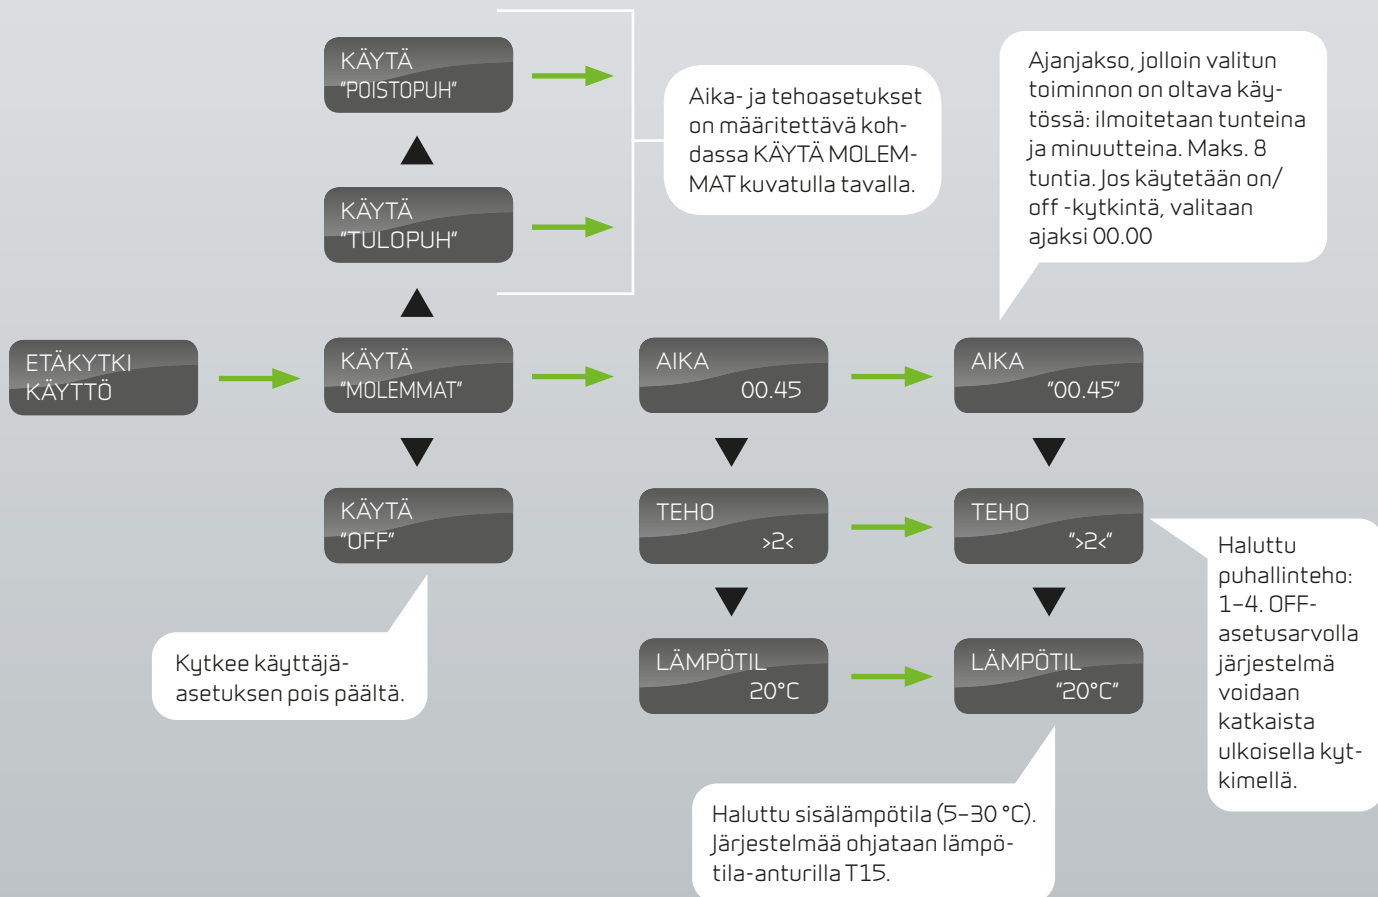 KÄYTÄ
"POISTOPUH"
Aika- ja tehoasetukset
on määritettävä koh-
dassa KÄYTÄ MOLEM-
MAT kuvatulla tavalla.
Ajanjakso, jolloin valitun
toiminnon on oltava käy-
tössä: ilmoitetaan tunteina
ja minuutteina. Maks. 8
tuntia. Jos käytetään on/
off -kytkintä, valitaan
ajaksi 00.00
KÄYTÄ
"TULOPUH"
ETÄKYTKI
KÄYTTÖ
KÄYTÄ
"MOLEMMAT"
AIKA
00.45
AIKA
"00.45"
KÄYTÄ
"OFF"
TEHO
>2<
TEHO
">2<"
Haluttu
puhallinteho:
1–4. OFF-
asetusarvolla
järjestelmä
voidaan
katkaista
ulkoisella kyt-
kimellä.
Kytkee käyttäjä-
asetuksen pois päältä.
LÄMPÖTIL
20°C
LÄMPÖTIL
"20°C"
Haluttu sisälämpötila (5–30 °C).
Järjestelmää ohjataan lämpö-
tila-anturilla T15.